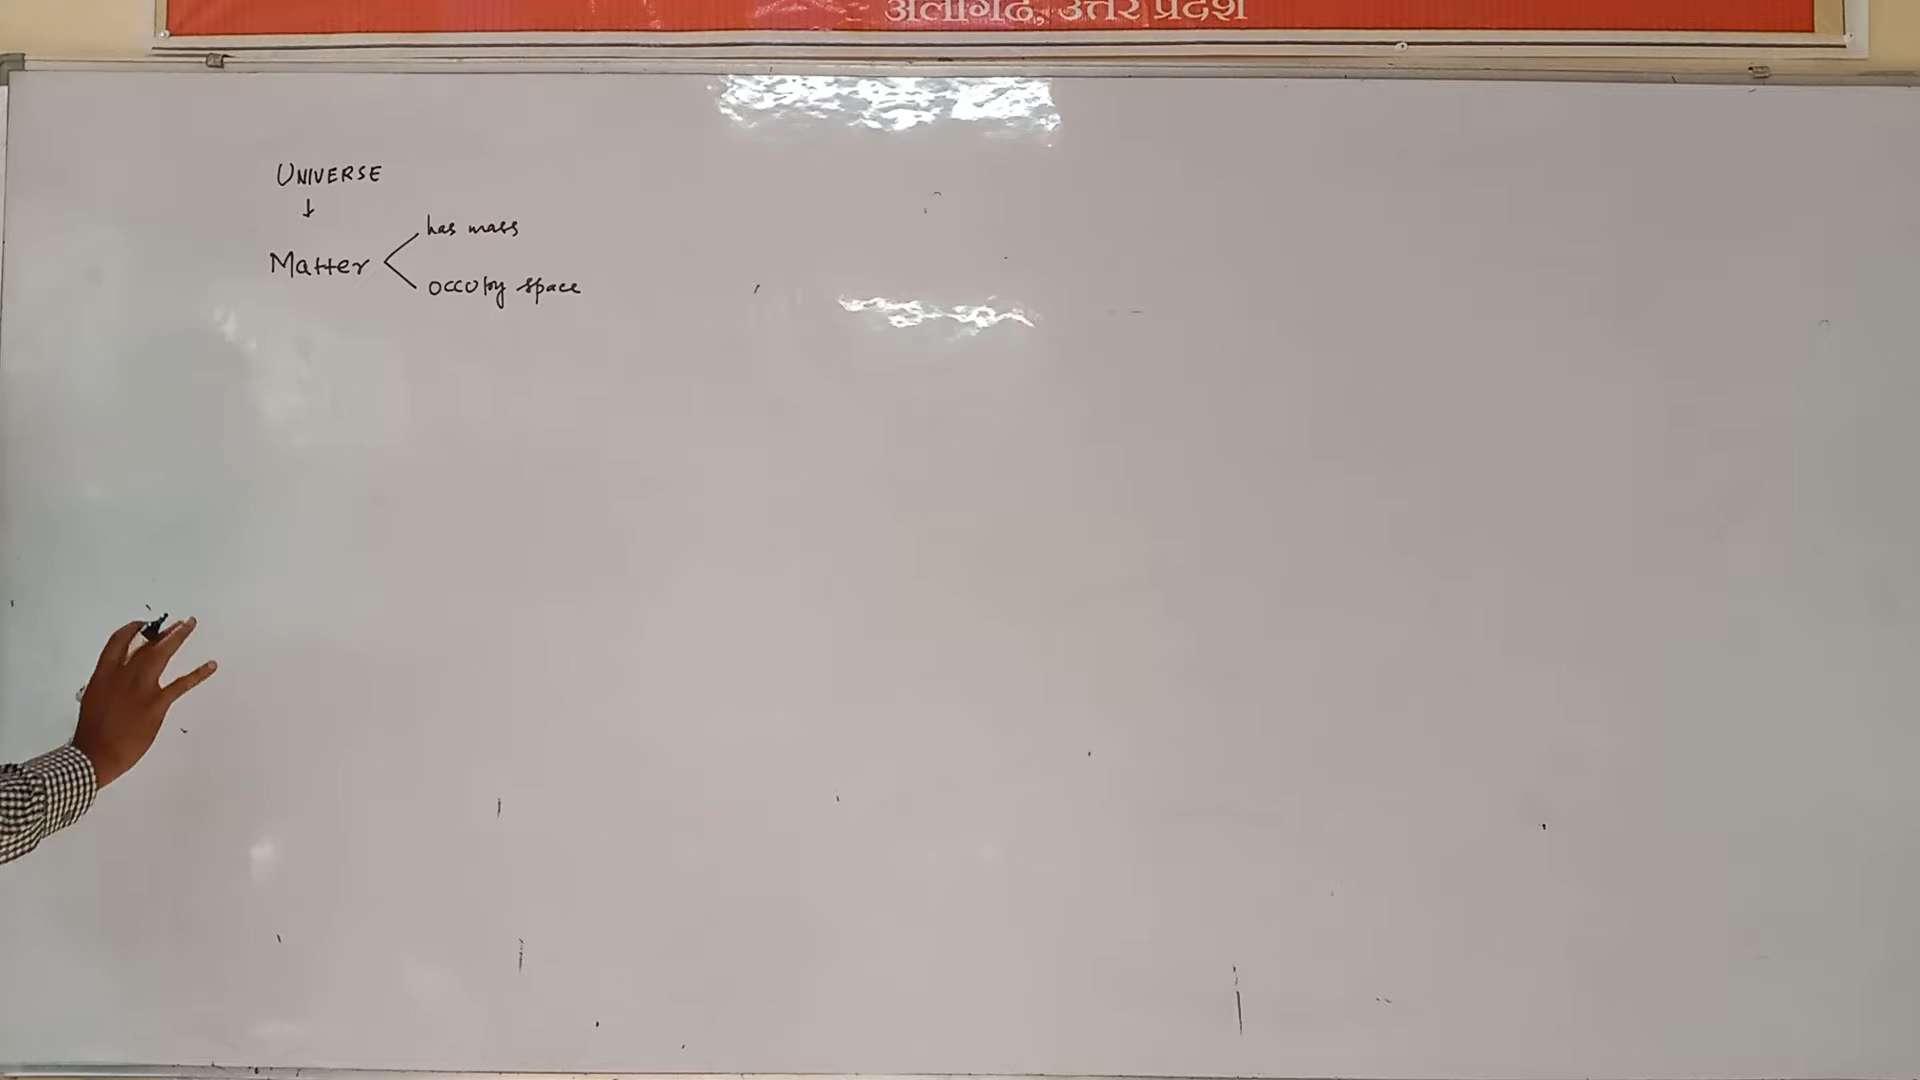 अलीगढ़, उत्तर प्रदेश
UNIVERSE
↓
has mass
Matter
occupy space